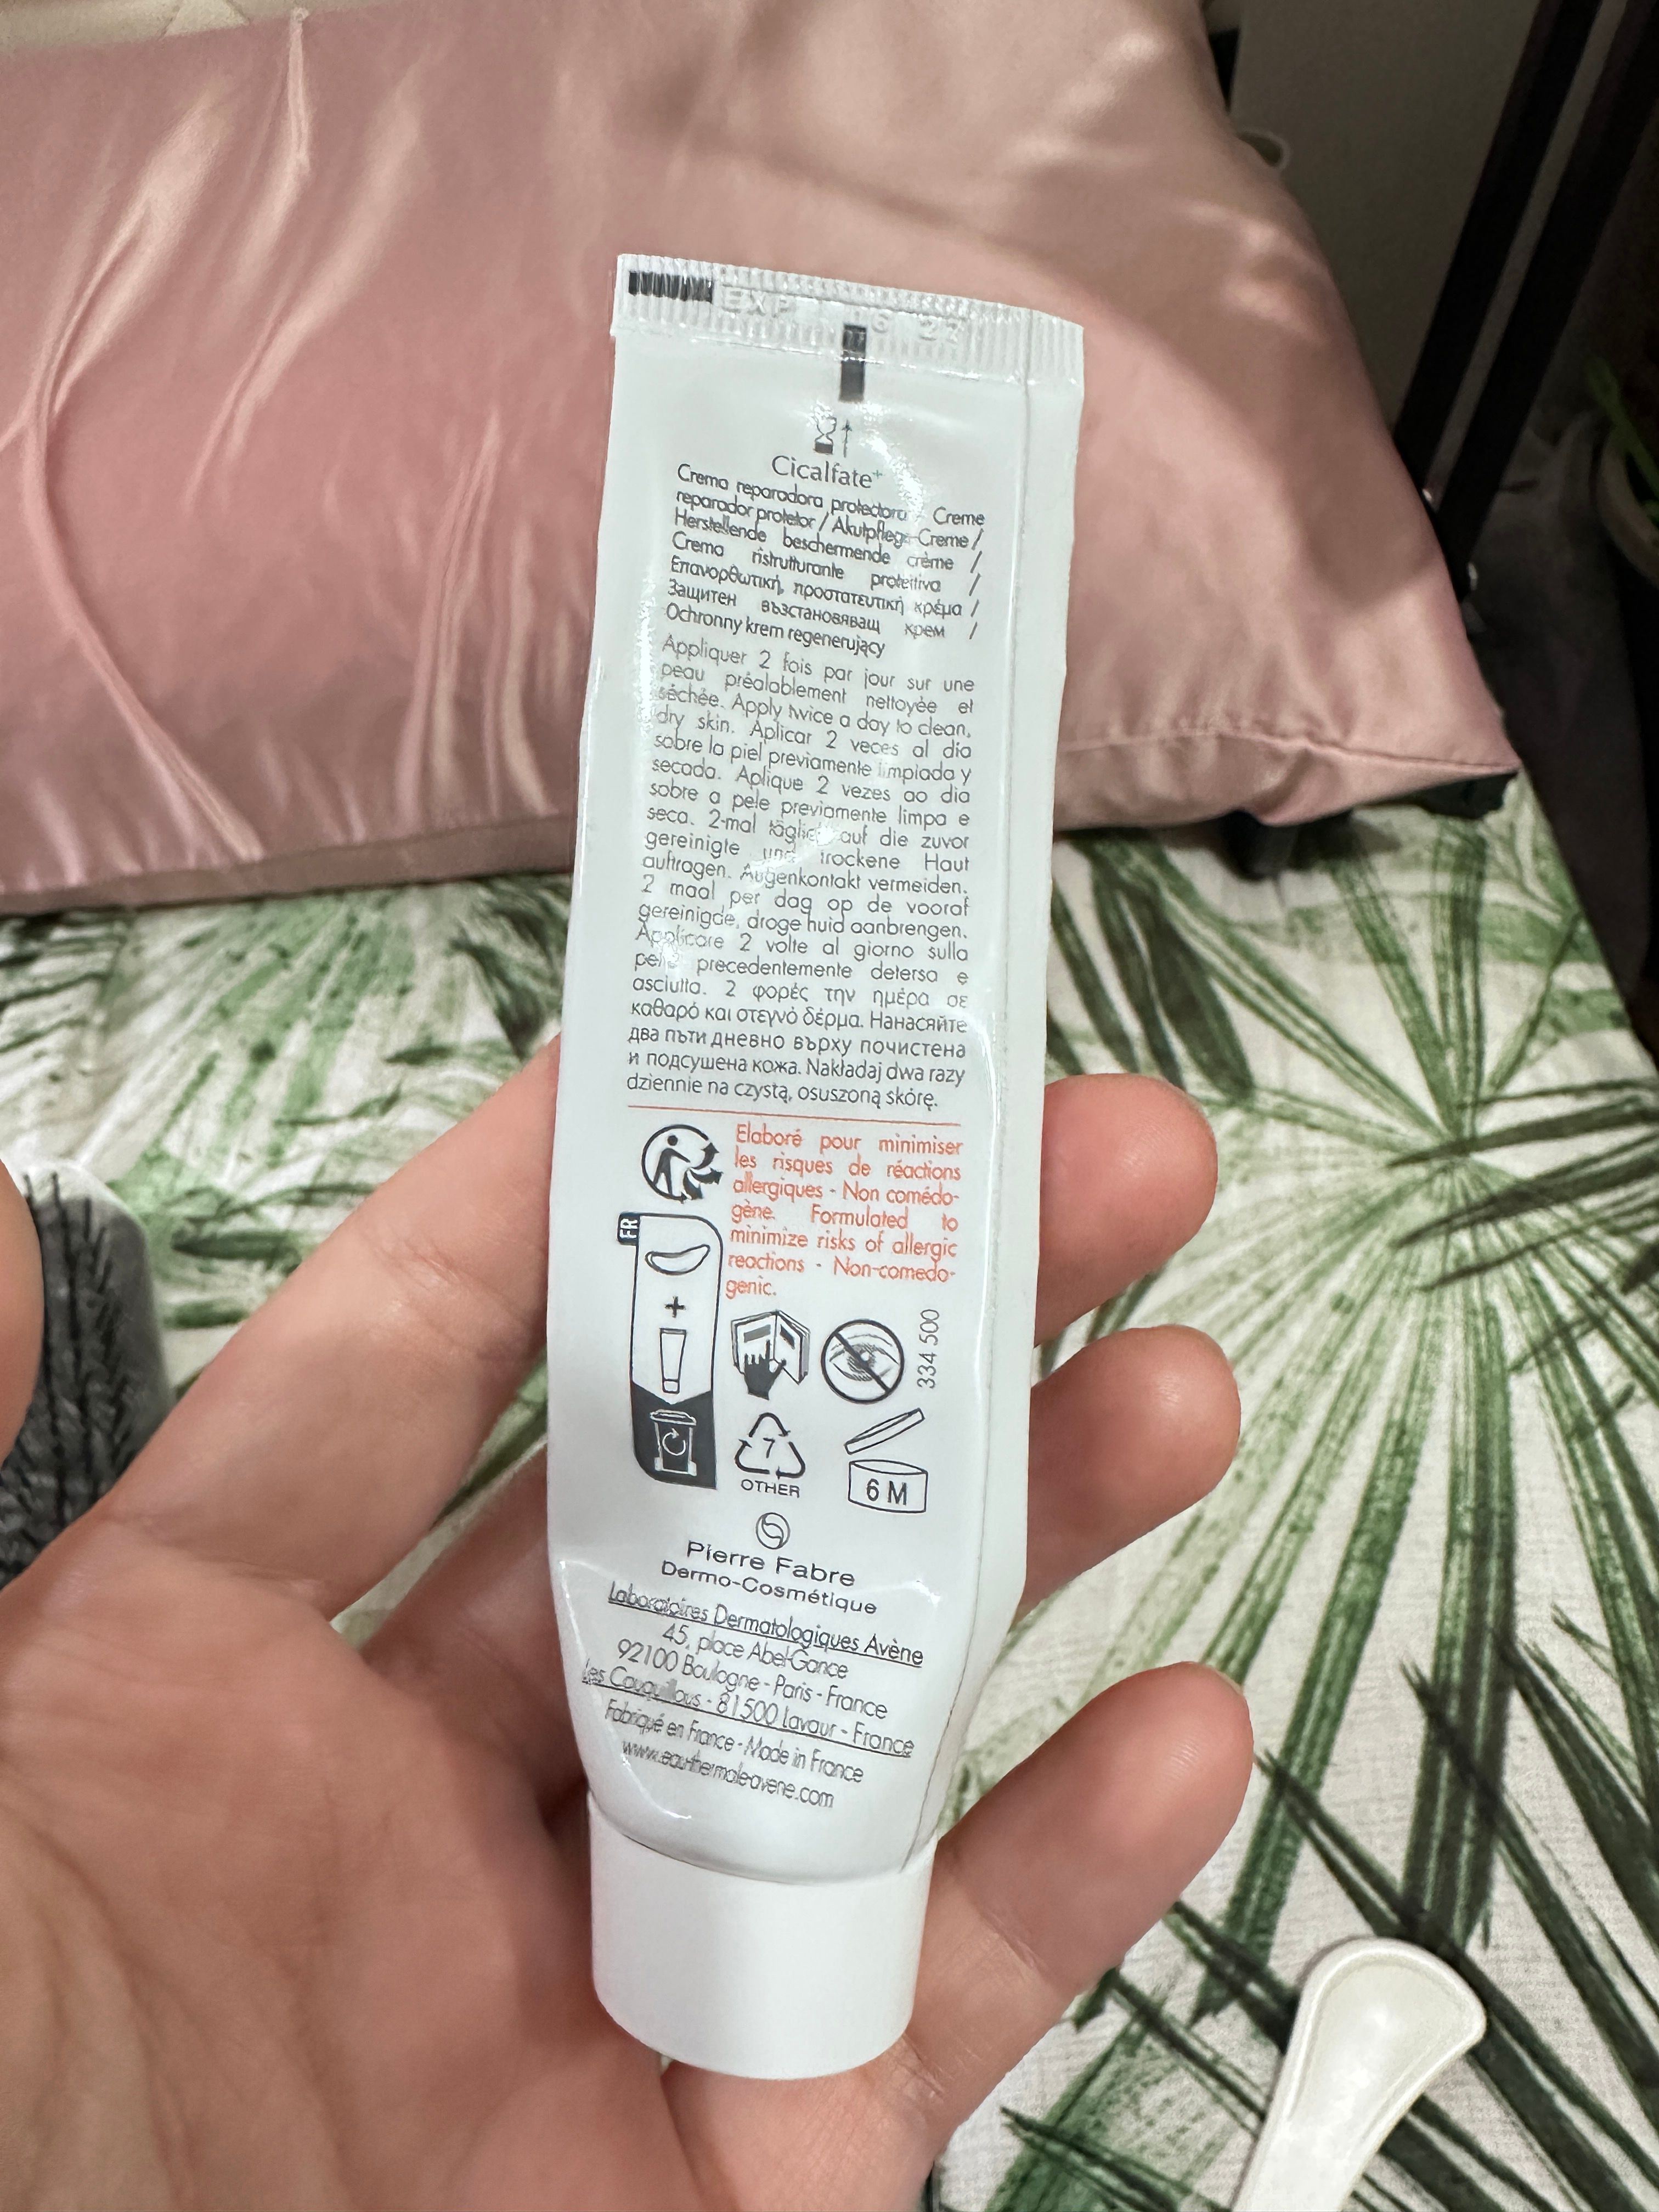 EXP 06 27
Cicalfate+
Crema reparadora protectora / Creme
reparador protetor / Akutpflege-Creme /
Herstellende beschermende crème /
Crema ristrutturante protettiva /
Επανορθωτική, προστατευτική κρέμα /
Защитен възстановяващ крем /
Ochronny krem regenerujący
Appliquer 2 fois par jour sur une
peau préalablement nettoyée et
séchée. Apply twice a day to clean,
dry skin. Aplicar 2 veces al día
sobre la piel previamente limpiada y
secada. Aplique 2 vezes ao dia
sobre a pele previamente limpa e
seca. 2-mal täglich auf die zuvor
gereinigte und trockene Haut
auftragen. Augenkontakt vermeiden.
2 maal per dag op de vooraf
gereinigde, droge huid aanbrengen.
Applicare 2 volte al giorno sulla
pelle precedentemente detersa e
asciutta. 2 φορές την ημέρα σε
καθαρό και στεγνό δέρμα. Нанасяйте
два пъти дневно върху почистена
и подсушена кожа. Nakładaj dwa razy
dziennie na czystą, osuszoną skórę.
Elaboré pour minimiser
les risques de réactions
allergiques - Non comédo-
gène. Formulated to
minimize risks of allergic
reactions - Non-comedo-
genic.
FR
334 500
7
OTHER
6 M
Pierre Fabre
Dermo-Cosmétique
Laboratoires Dermatologiques Avène
45, place Abel-Gance
92100 Boulogne - Paris - France
Les Cauquillous - 81500 Lavaur - France
Fabriqué en France - Made in France
www.eau-thermale-avene.com